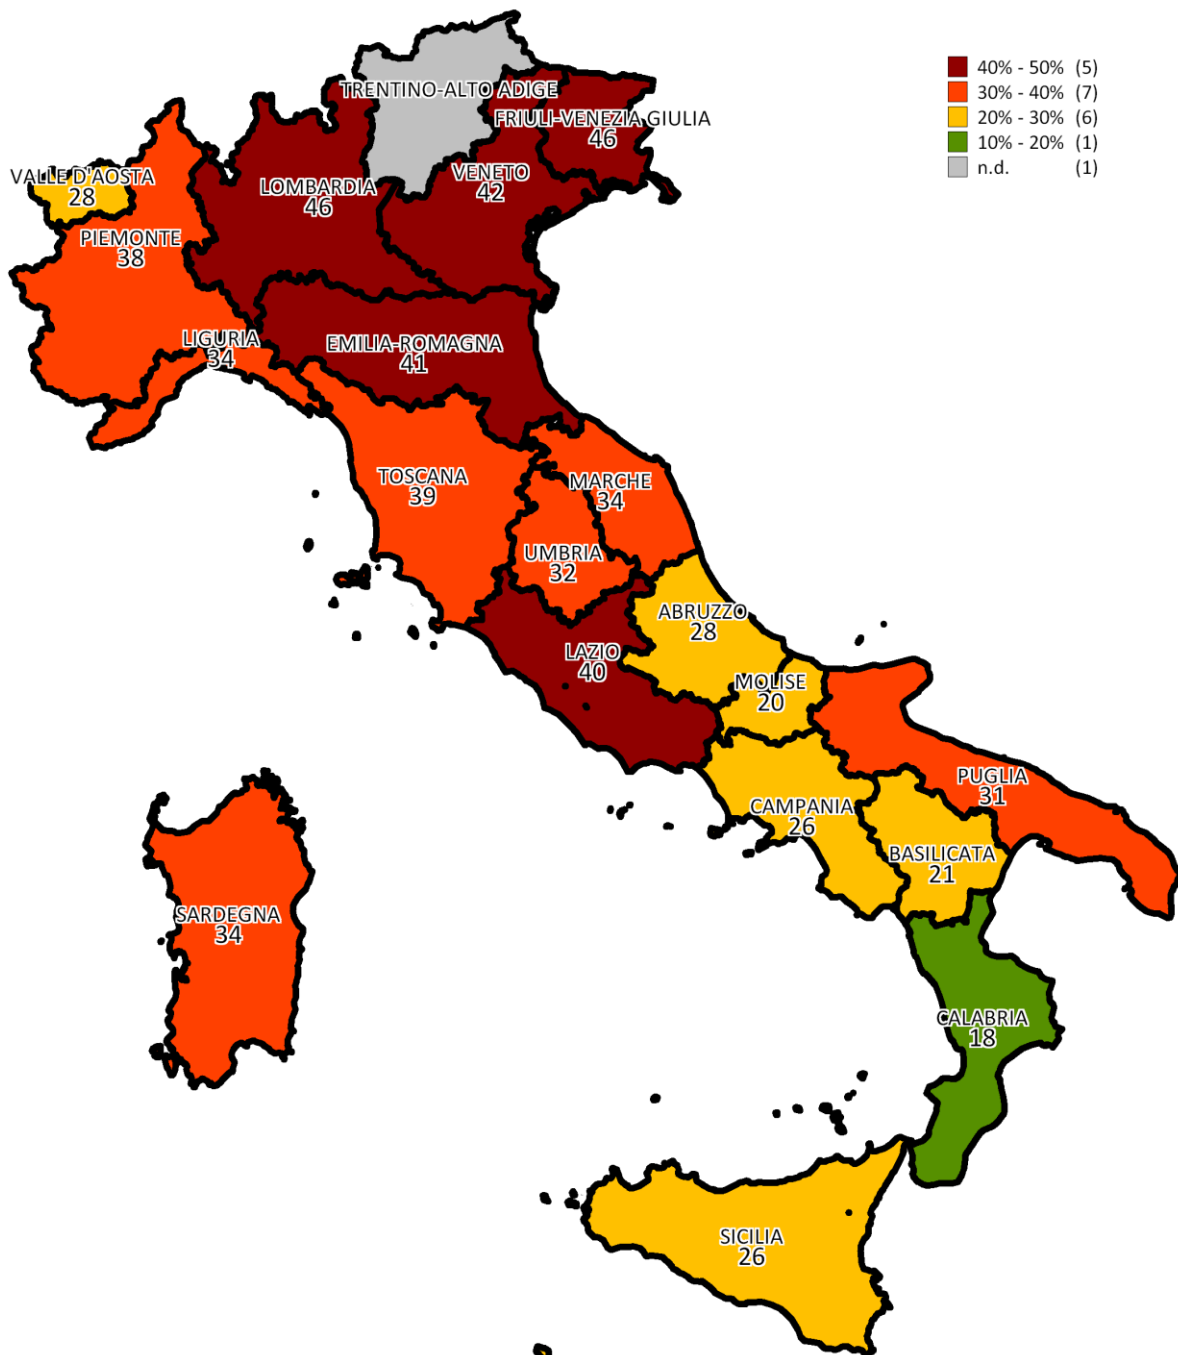 40% - 50% (5)
30% - 40% (7)
20% - 30% (6)
10% - 20% (1)
n.d. (1)
TRENTINO-ALTO ADIGE
FRIULI-VENEZIA GIULIA
46
VALLE D'AOSTA
28
LOMBARDIA
46
VENETO
42
PIEMONTE
38
LIGURIA
34
EMILIA-ROMAGNA
41
TOSCANA
39
MARCHE
34
UMBRIA
32
ABRUZZO
28
LAZIO
40
MOLISE
20
PUGLIA
31
CAMPANIA
26
BASILICATA
21
SARDEGNA
34
CALABRIA
18
SICILIA
26